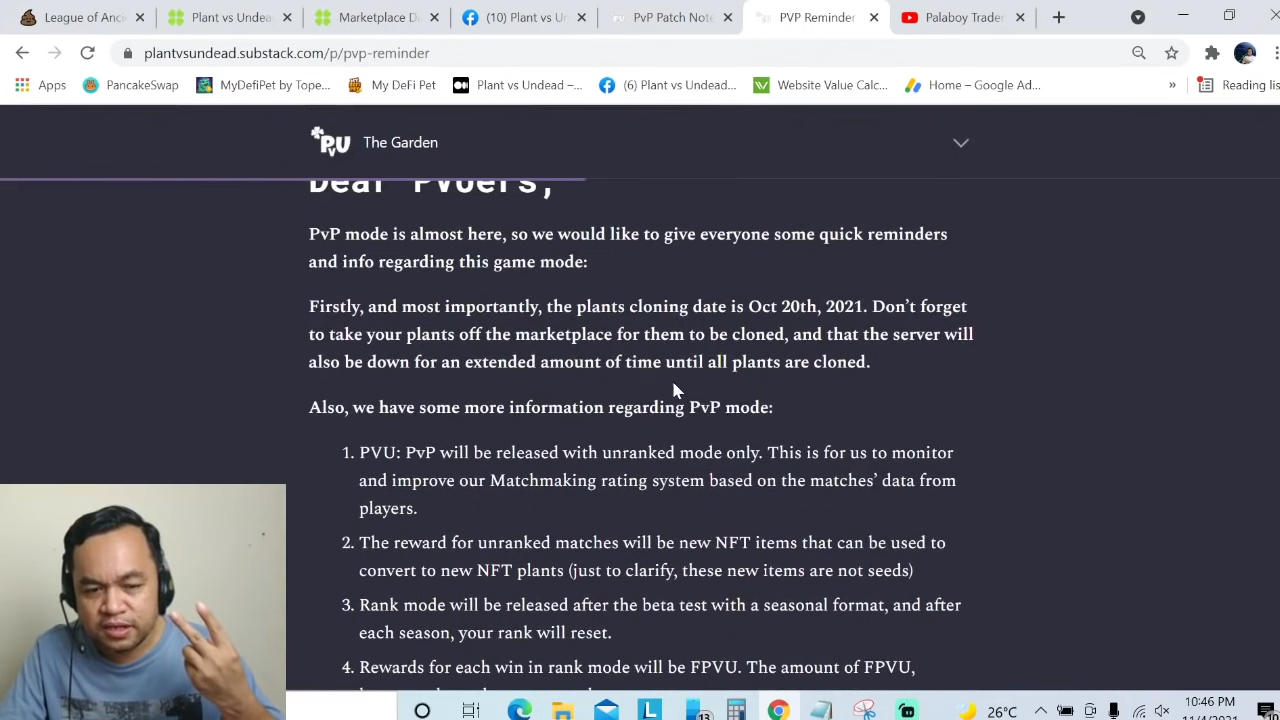 League of Anci
Plant vs Undea
Marketplace D
(10) Plant vs Un
PvP Patch Note
PVP Reminder
Palaboy Trader
plantvsundead.substack.com/p/pvp-reminder
Apps
PancakeSwap
MyDefiPet by Tope...
My DeFi Pet
Plant vs Undead –...
(6) Plant vs Undead...
Website Value Calc...
Home – Google Ad...
»
Reading lis
PVU The Garden
Dear PVUers,
PvP mode is almost here, so we would like to give everyone some quick reminders
and info regarding this game mode:
Firstly, and most importantly, the plants cloning date is Oct 20th, 2021. Don’t forget
to take your plants off the marketplace for them to be cloned, and that the server will
also be down for an extended amount of time until all plants are cloned.
Also, we have some more information regarding PvP mode:
1. PVU: PvP will be released with unranked mode only. This is for us to monitor
and improve our Matchmaking rating system based on the matches’ data from
players.
2. The reward for unranked matches will be new NFT items that can be used to
convert to new NFT plants (just to clarify, these new items are not seeds)
3. Rank mode will be released after the beta test with a seasonal format, and after
each season, your rank will reset.
4. Rewards for each win in rank mode will be FPVU. The amount of FPVU,
13
26°C
10:46 PM